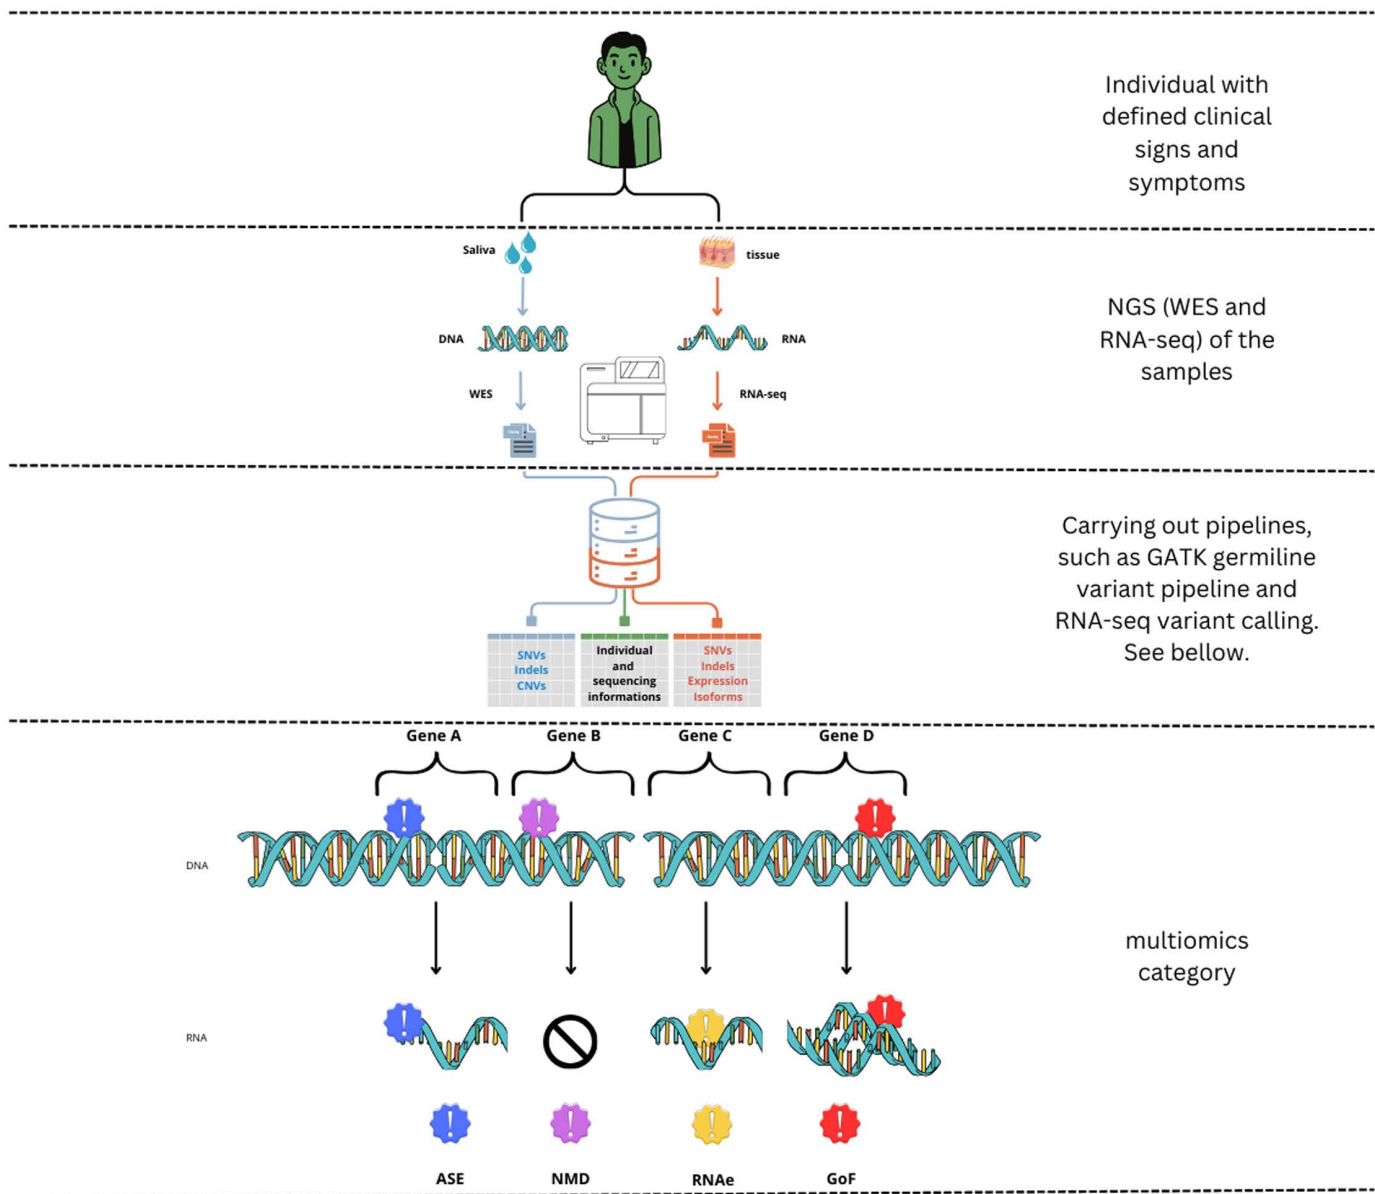 Individual with
defined clinical
signs and
symptoms
Saliva
tissue
DNA
RNA
WES
RNA-seq
NGS (WES and
RNA-seq) of the
samples
SNVs
Indels
CNVs
Individual
and
sequencing
informations
SNVs
Indels
Expression
Isoforms
Carrying out pipelines,
such as GATK germiline
variant pipeline and
RNA-seq variant calling.
See bellow.
Gene A
Gene B
Gene C
Gene D
DNA
RNA
multiomics
category
ASE
NMD
RNAe
GoF